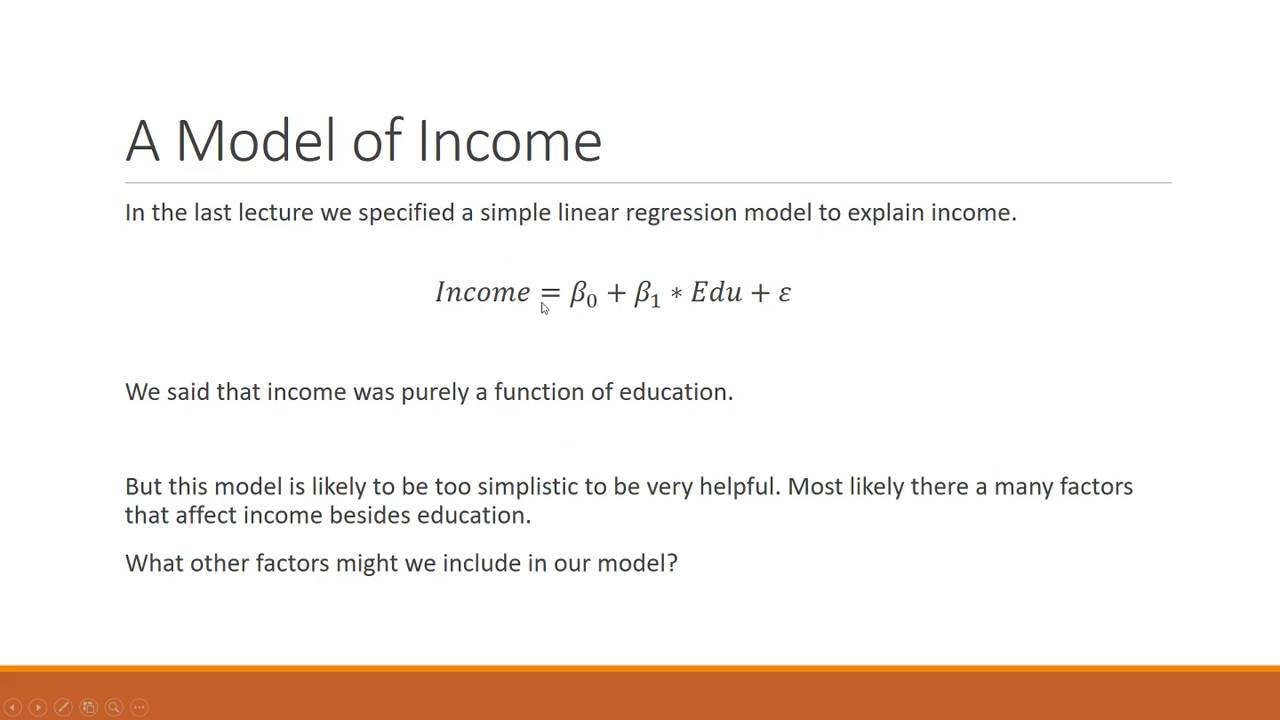 A Model of Income
In the last lecture we specified a simple linear regression model to explain income.
Income = β₀ + β₁ ∗ Edu + ε
We said that income was purely a function of education.
But this model is likely to be too simplistic to be very helpful. Most likely there a many factors
that affect income besides education.
What other factors might we include in our model?